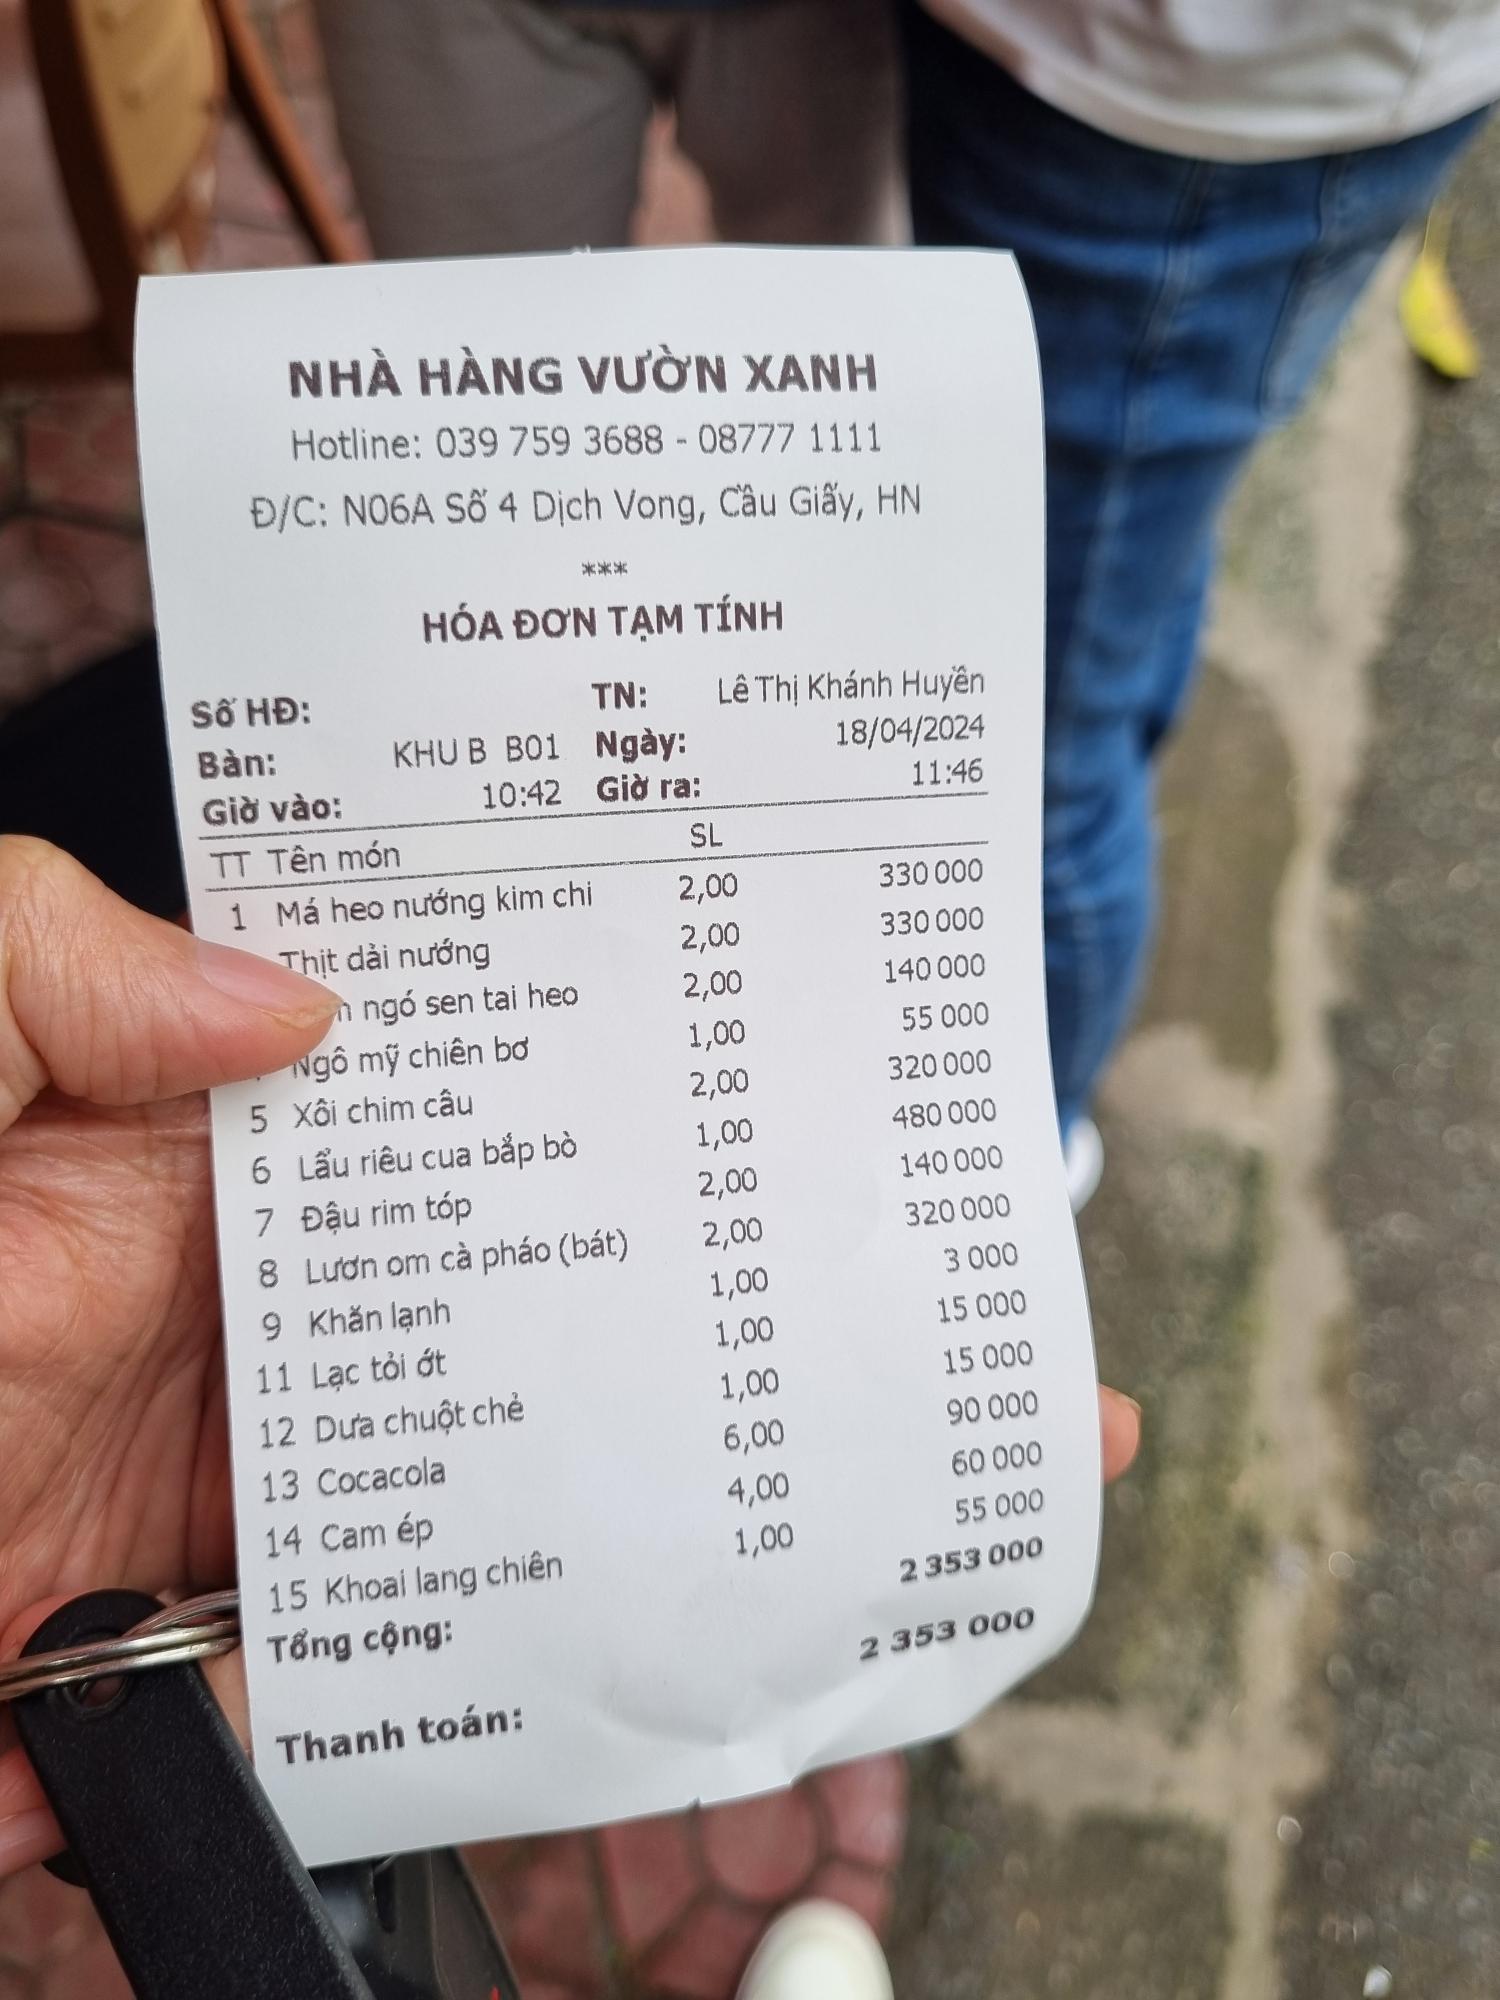 NHÀ HÀNG VƯỜN XANH
Hotline: 039 759 3688 - 08777 1111
Đ/C: N06A Số 4 Dịch Vong, Cầu Giấy, HN
***
HÓA ĐƠN TẠM TÍNH
Số HĐ: TN: Lê Thị Khánh Huyền
Bàn: KHU B B01 Ngày: 18/04/2024
Giờ vào: 10:42 Giờ ra: 11:46
TT Tên món SL
1 Má heo nướng kim chi 2,00 330 000
Thịt dải nướng 2,00 330 000
ngó sen tai heo 2,00 140 000
Ngô mỹ chiên bơ 1,00 55 000
5 Xôi chim câu 2,00 320 000
6 Lẩu riêu cua bắp bò 1,00 480 000
7 Đậu rim tóp 2,00 140 000
8 Lươn om cà pháo (bát) 2,00 320 000
9 Khăn lạnh 1,00 3 000
11 Lạc tỏi ớt 1,00 15 000
12 Dưa chuột chẻ 1,00 15 000
13 Cocacola 6,00 90 000
14 Cam ép 4,00 60 000
15 Khoai lang chiên 1,00 55 000
Tổng cộng: 2 353 000
Thanh toán: 2 353 000